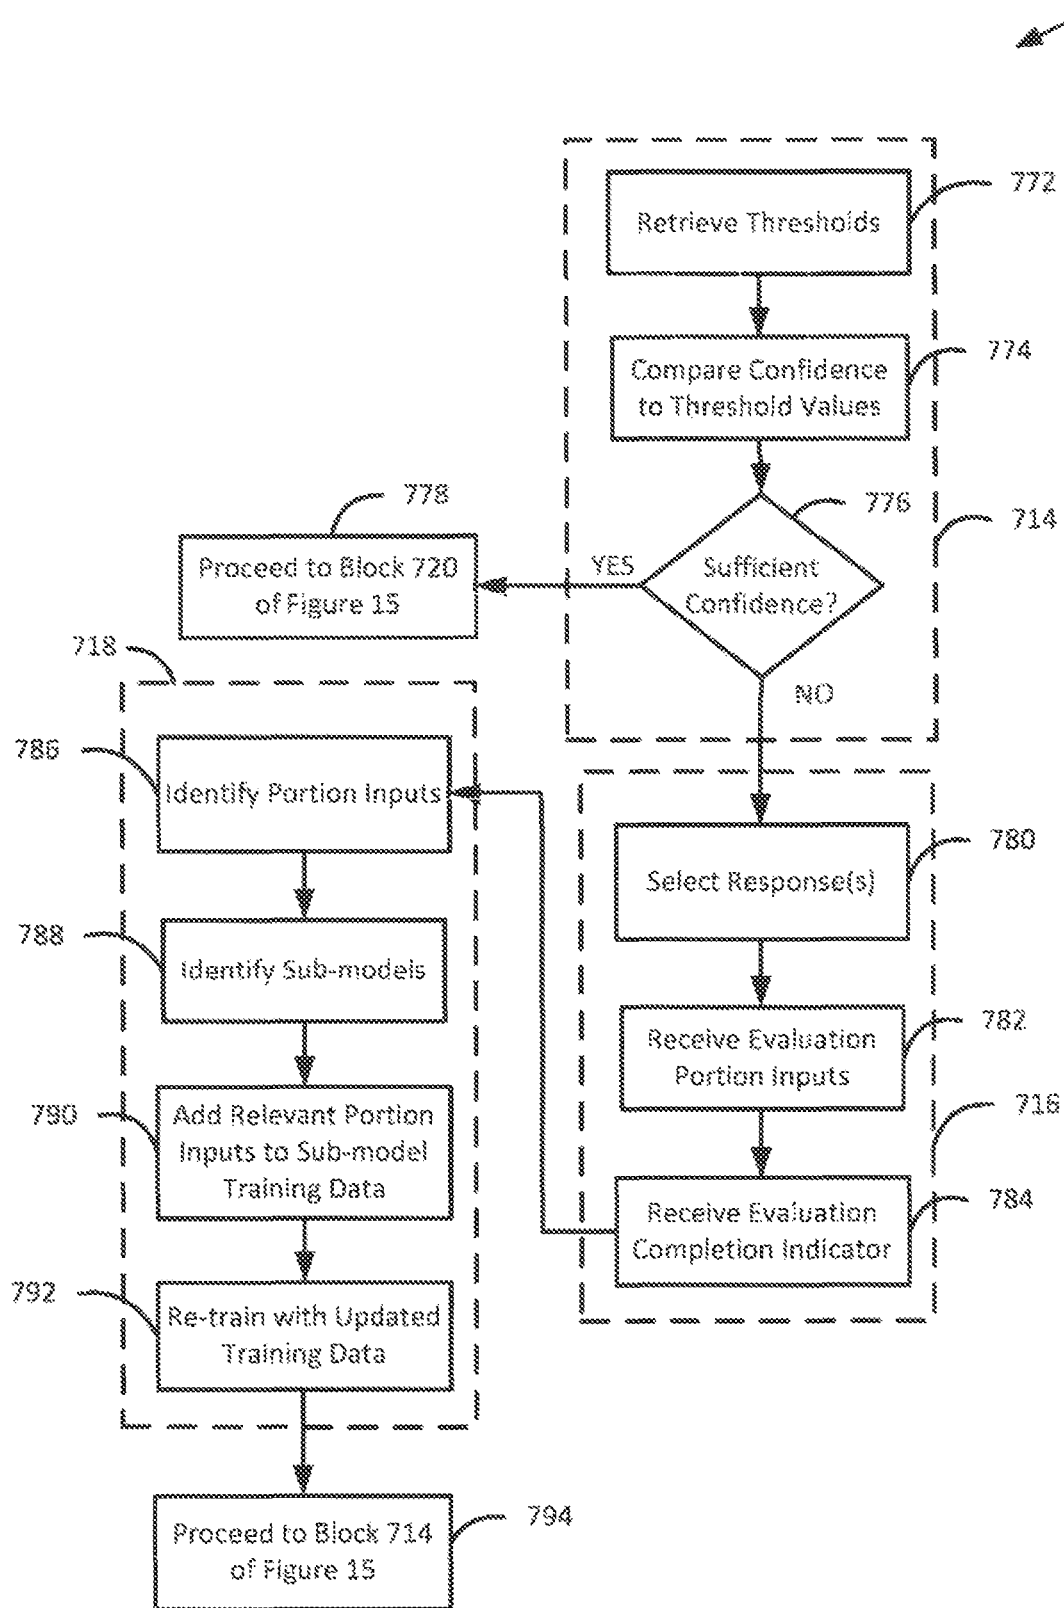 772
Retrieve Thresholds
774
Compare Confidence
to Threshold Values
778
776
714
Proceed to Block 720
of Figure 15
YES
Sufficient
Confidence?
NO
718
786
Identify Portion Inputs
780
Select Response(s)
788
Identify Sub-models
782
Receive Evaluation
Portion Inputs
716
790
Add Relevant Portion
Inputs to Sub-model
Training Data
784
Receive Evaluation
Completion Indicator
792
Re-train with Updated
Training Data
794
Proceed to Block 714
of Figure 15